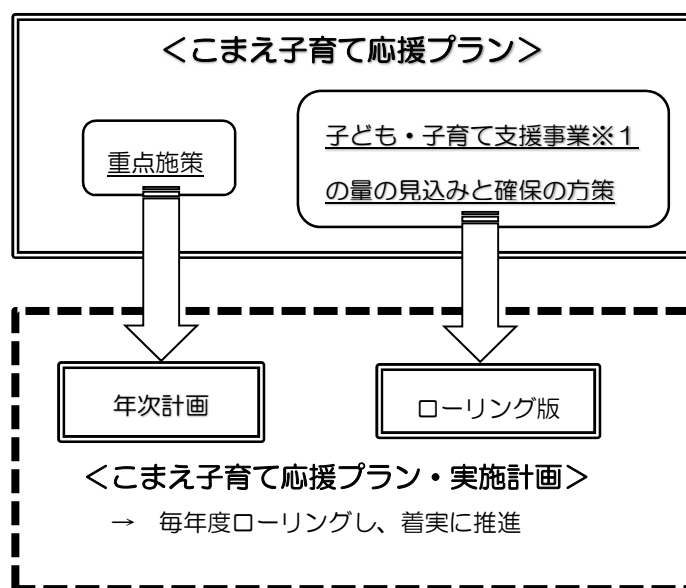 ＜こまえ子育て応援プラン＞
重点施策
子ども・子育て支援事業※１
の量の見込みと確保の方策
年次計画
ローリング版
＜こまえ子育て応援プラン・実施計画＞
→　毎年度ローリングし、着実に推進